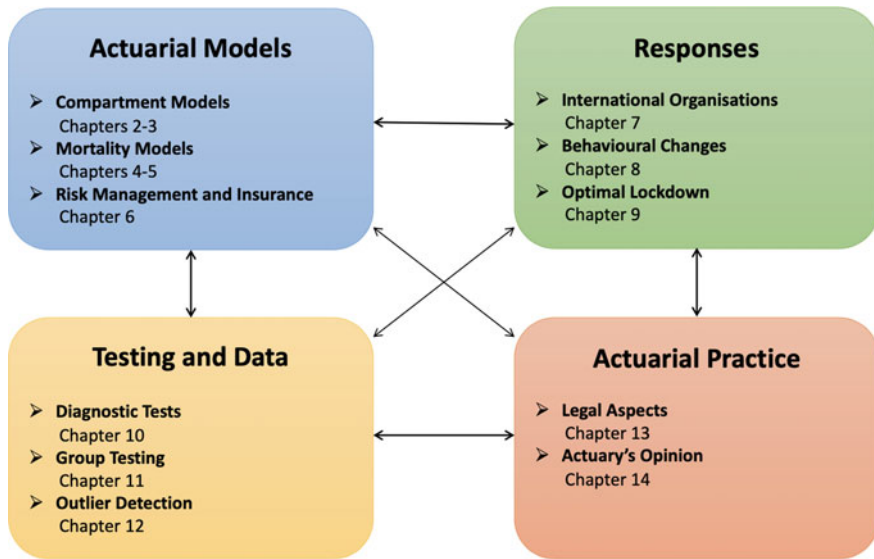 Actuarial Models
➢ Compartment Models
Chapters 2-3
➢ Mortality Models
Chapters 4-5
➢ Risk Management and Insurance
Chapter 6
Responses
➢ International Organisations
Chapter 7
➢ Behavioural Changes
Chapter 8
➢ Optimal Lockdown
Chapter 9
Testing and Data
➢ Diagnostic Tests
Chapter 10
➢ Group Testing
Chapter 11
➢ Outlier Detection
Chapter 12
Actuarial Practice
➢ Legal Aspects
Chapter 13
➢ Actuary’s Opinion
Chapter 14